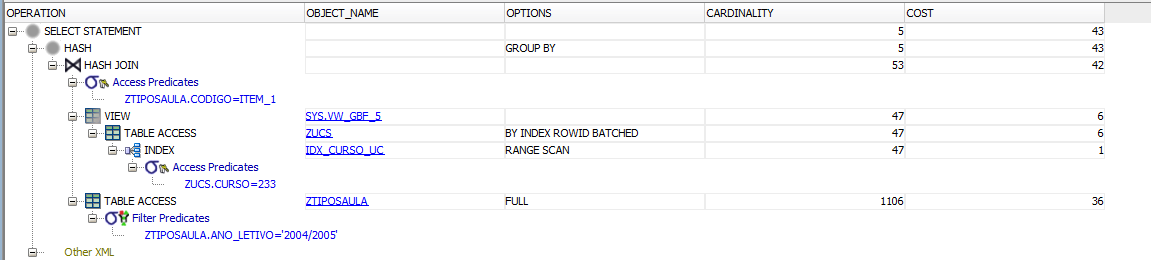 OPERATION OBJECT_NAME OPTIONS CARDINALITY COST
SELECT STATEMENT 5 43
HASH GROUP BY 5 43
HASH JOIN 53 42
Access Predicates
ZTIPOSAULA.CODIGO=ITEM_1
VIEW SYS.VW_GBF_5 47 6
TABLE ACCESS ZUCS BY INDEX ROWID BATCHED 47 6
INDEX IDX_CURSO_UC RANGE SCAN 47 1
Access Predicates
ZUCS.CURSO=233
TABLE ACCESS ZTIPOSAULA FULL 1106 36
Filter Predicates
ZTIPOSAULA.ANO_LETIVO='2004/2005'
Other XML